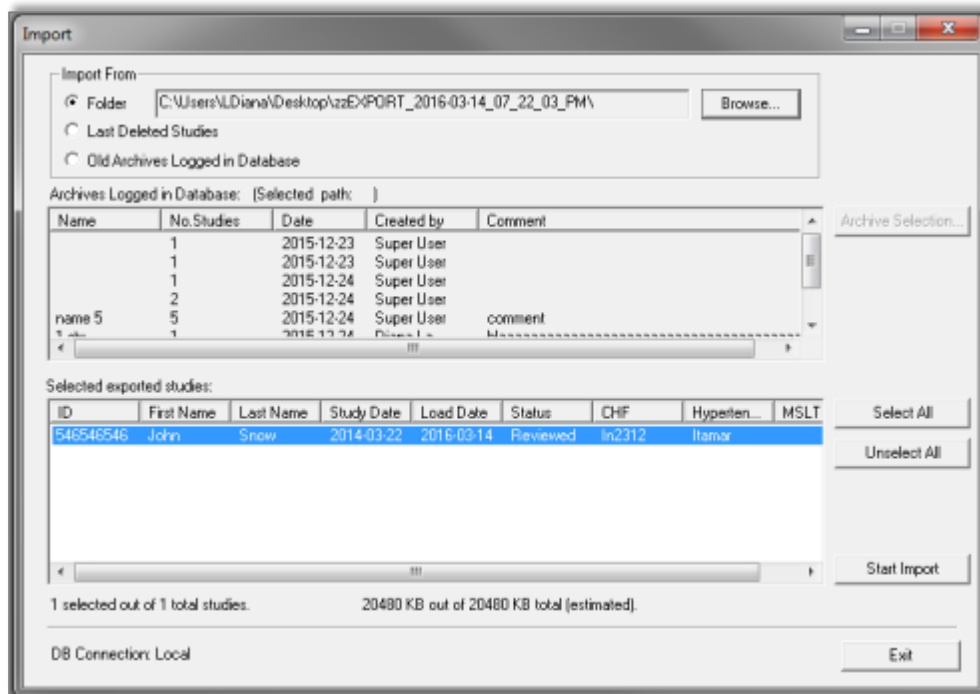 Import
Import From
Folder C:\Users\LDiana\Desktop\zzEXPORT_2016-03-14_07_22_03_PM\ Browse...
Last Deleted Studies
Old Archives Logged in Database
Archives Logged in Database: (Selected path: )
Name No.Studies Date Created by Comment
1 2015-12-23 Super User
1 2015-12-23 Super User
1 2015-12-24 Super User
2 2015-12-24 Super User
name 5 5 2015-12-24 Super User comment
1 2015-12-24
Archive Selection...
Selected exported studies:
ID First Name Last Name Study Date Load Date Status CHF Hyperten... MSLT
546546546 John Snow 2014-03-22 2016-03-14 Reviewed In2312 Itamar
Select All
Unselect All
Start Import
1 selected out of 1 total studies. 20480 KB out of 20480 KB total (estimated).
DB Connection: Local
Exit